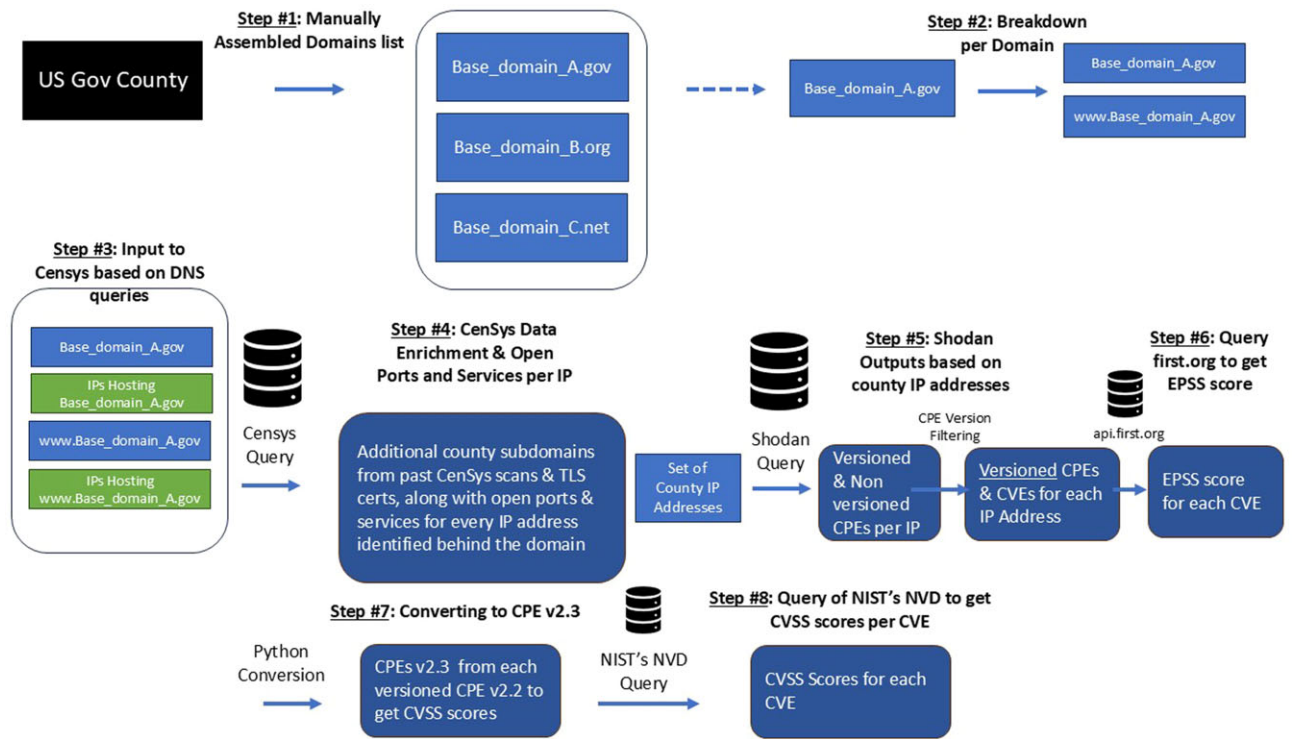 Step #1: Manually
Assembled Domains list
US Gov County
Base_domain_A.gov
Base_domain_B.org
Base_domain_C.net
Step #2: Breakdown
per Domain
Base_domain_A.gov
Base_domain_A.gov
www.Base_domain_A.gov
Step #3: Input to
Censys based on DNS
queries
Base_domain_A.gov
IPs Hosting
Base_domain_A.gov
www.Base_domain_A.gov
IPs Hosting
www.Base_domain_A.gov
Censys
Query
Step #4: CenSys Data
Enrichment & Open
Ports and Services per IP
Additional county subdomains
from past CenSys scans & TLS
certs, along with open ports &
services for every IP address
identified behind the domain
Set of
County IP
Addresses
Shodan
Query
Step #5: Shodan
Outputs based on
county IP addresses
Versioned
& Non
versioned
CPEs per IP
CPE Version
Filtering
Versioned CPEs
& CVEs for each
IP Address
Step #6: Query
first.org to get
EPSS score
api.first.org
EPSS score
for each CVE
Step #7: Converting to CPE v2.3
Python
Conversion
CPEs v2.3 from each
versioned CPE v2.2 to
get CVSS scores
NIST's NVD
Query
Step #8: Query of NIST's NVD to get
CVSS scores per CVE
CVSS Scores for each
CVE